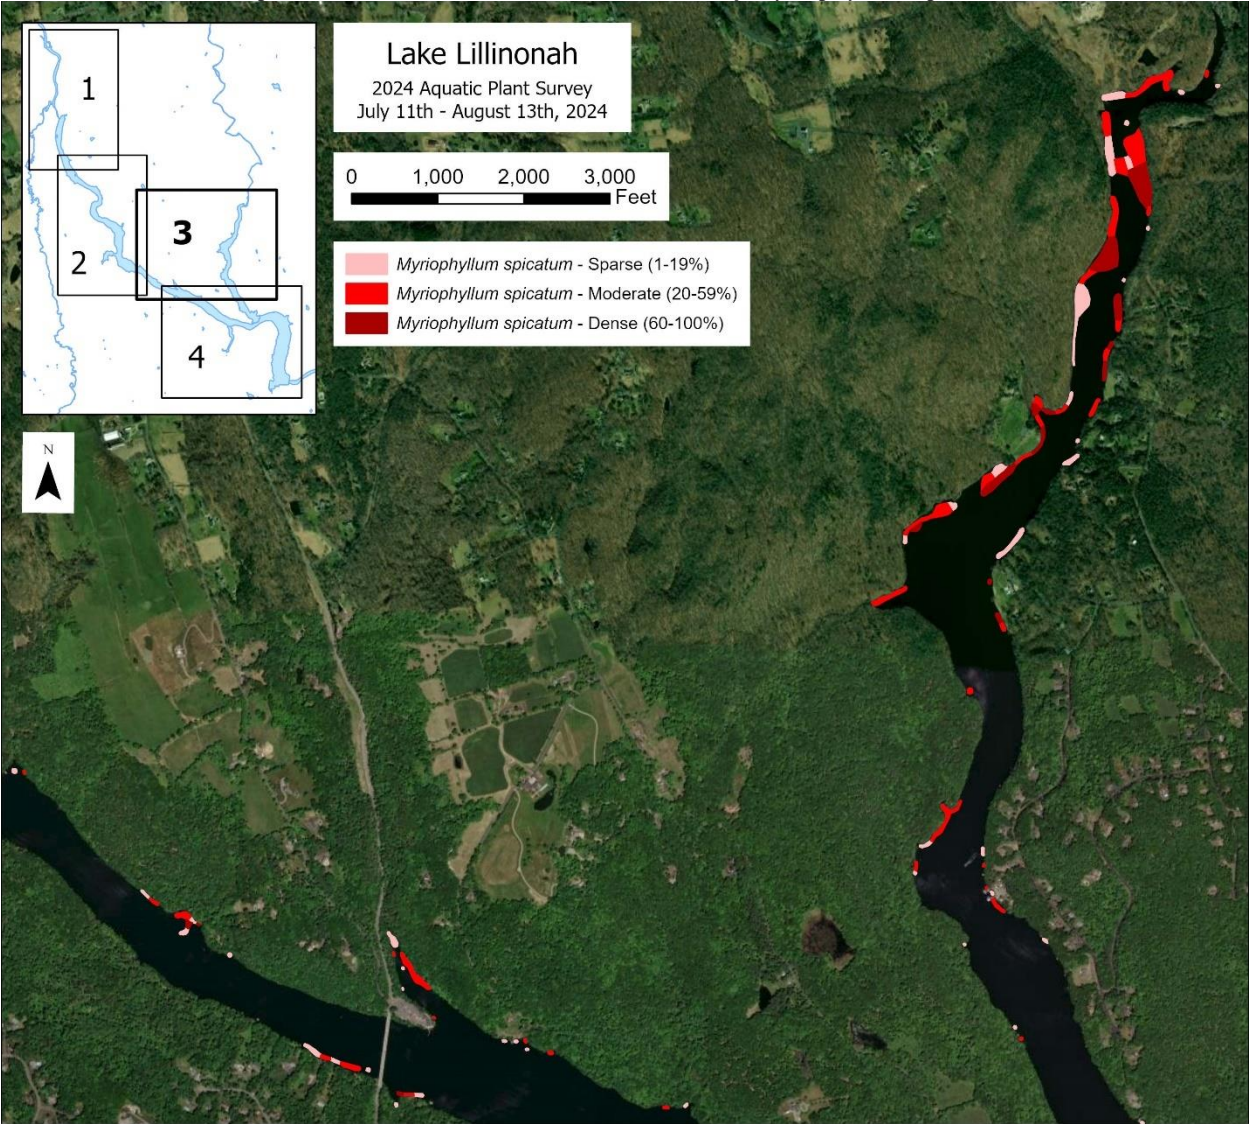 Lake Lillinonah
2024 Aquatic Plant Survey
July 11th - August 13th, 2024
1
2
3
4
0 1,000 2,000 3,000
Feet
Myriophyllum spicatum - Sparse (1-19%)
Myriophyllum spicatum - Moderate (20-59%)
Myriophyllum spicatum - Dense (60-100%)
N